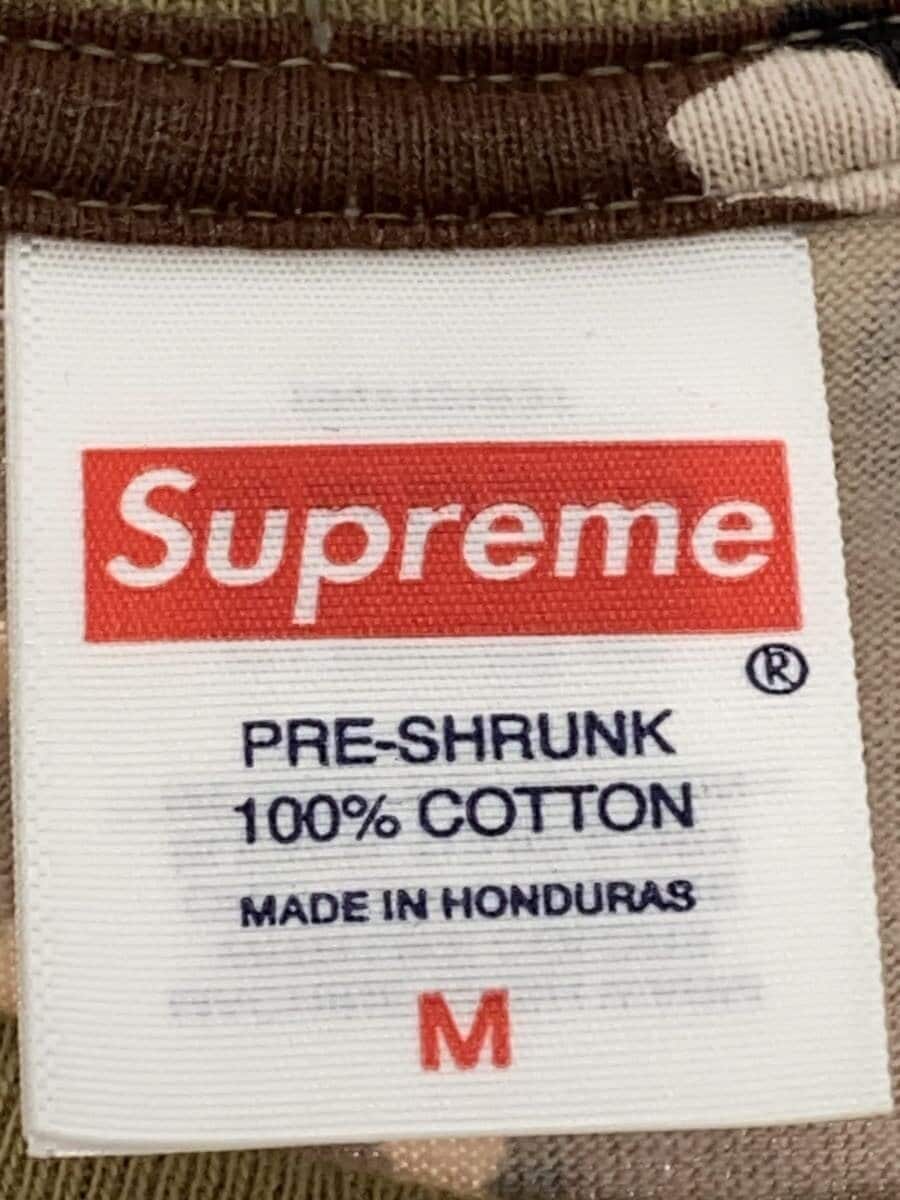 Supreme
®
PRE-SHRUNK
100% COTTON
MADE IN HONDURAS
M